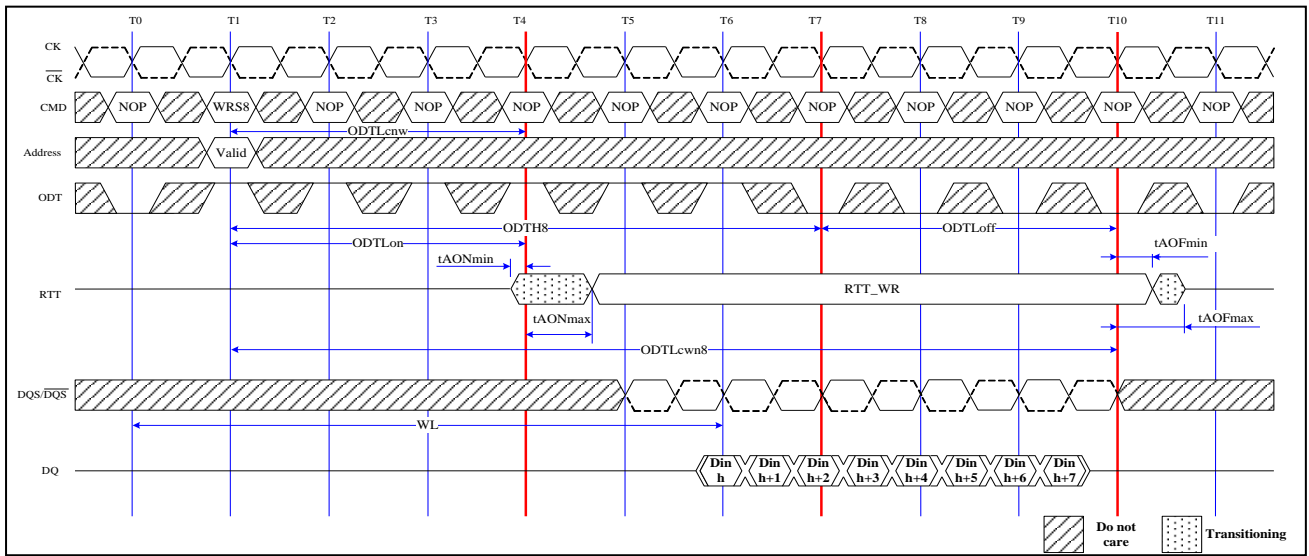 T0 T1 T2 T3 T4 T5 T6 T7 T8 T9 T10 T11
CK
CK
CMD NOP WRS8 NOP NOP NOP NOP NOP NOP NOP NOP NOP NOP
ODTLcnw
Address Valid
ODT
ODTH8 ODTLoff
ODTLon
tAONmin tAOFmin
RTT RTT_WR
tAONmax tAOFmax
ODTLcwn8
DQS/DQS
WL
DQ Din h Din h+1 Din h+2 Din h+3 Din h+4 Din h+5 Din h+6 Din h+7
Do not care Transitioning